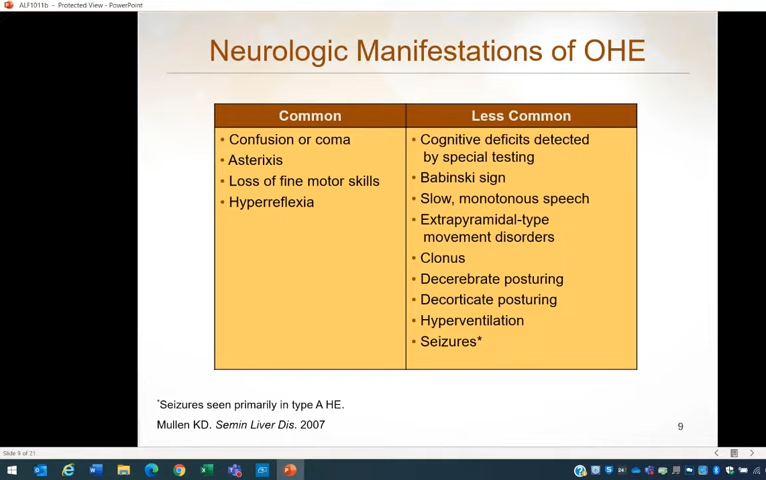 ALF1011b – Protected View - PowerPoint
Neurologic Manifestations of OHE
Common
• Confusion or coma
• Asterixis
• Loss of fine motor skills
• Hyperreflexia
Less Common
• Cognitive deficits detected
by special testing
• Babinski sign
• Slow, monotonous speech
• Extrapyramidal-type
movement disorders
• Clonus
• Decerebrate posturing
• Decorticate posturing
• Hyperventilation
• Seizures*
*Seizures seen primarily in type A HE.
Mullen KD. Semin Liver Dis. 2007
9
Slide 9 of 21